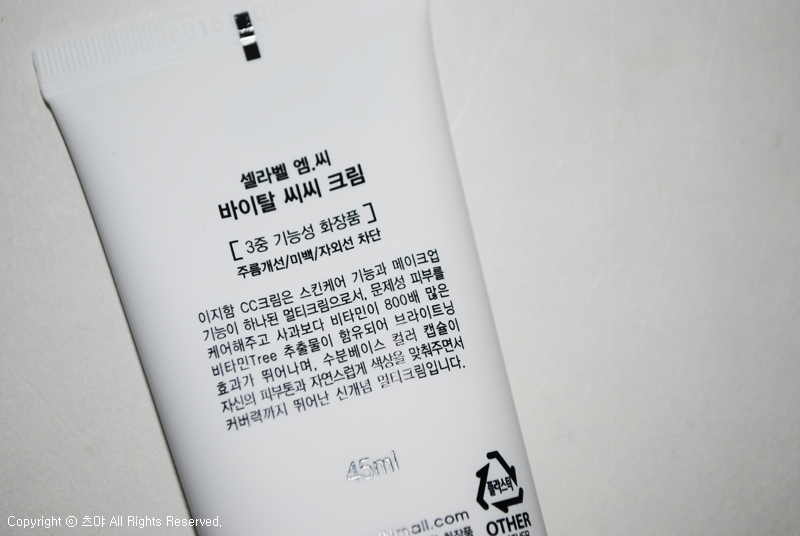 셀라벨 엠.씨
바이탈 씨씨 크림
[ 3중 기능성 화장품 ]
주름개선/미백/자외선 차단
이지함 CC크림은 스킨케어 기능과 메이크업
기능이 하나된 멀티크림으로서, 문제성 피부를
케어해주고 사과보다 비타민이 800배 많은
비타민Tree 추출물이 함유되어 브라이트닝
효과가 뛰어나며, 수분베이스 컬러 캡슐이
자신의 피부톤과 자연스럽게 색상을 맞춰주면서
커버력까지 뛰어난 신개념 멀티크림입니다.
45ml
플라스틱
OTHER
mall.com
화장품
Copyright ⓒ 츠야 All Rights Reserved.